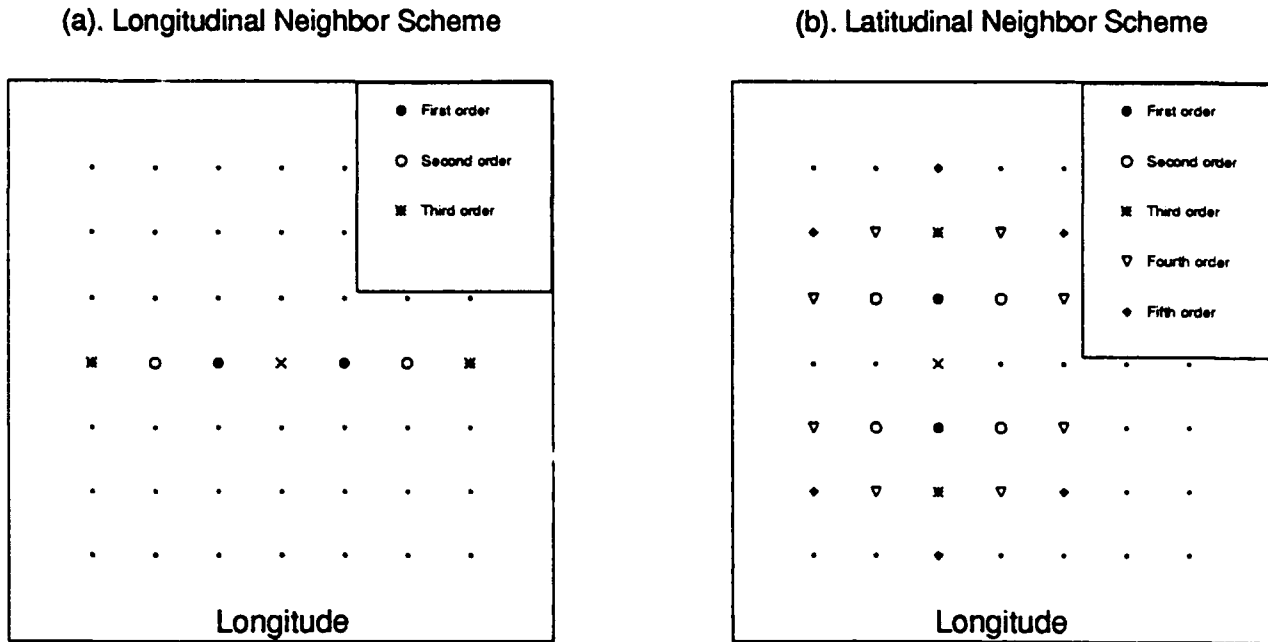 (a). Longitudinal Neighbor Scheme
First order
Second order
Third order
Longitude
(b). Latitudinal Neighbor Scheme
First order
Second order
Third order
Fourth order
Fifth order
Longitude